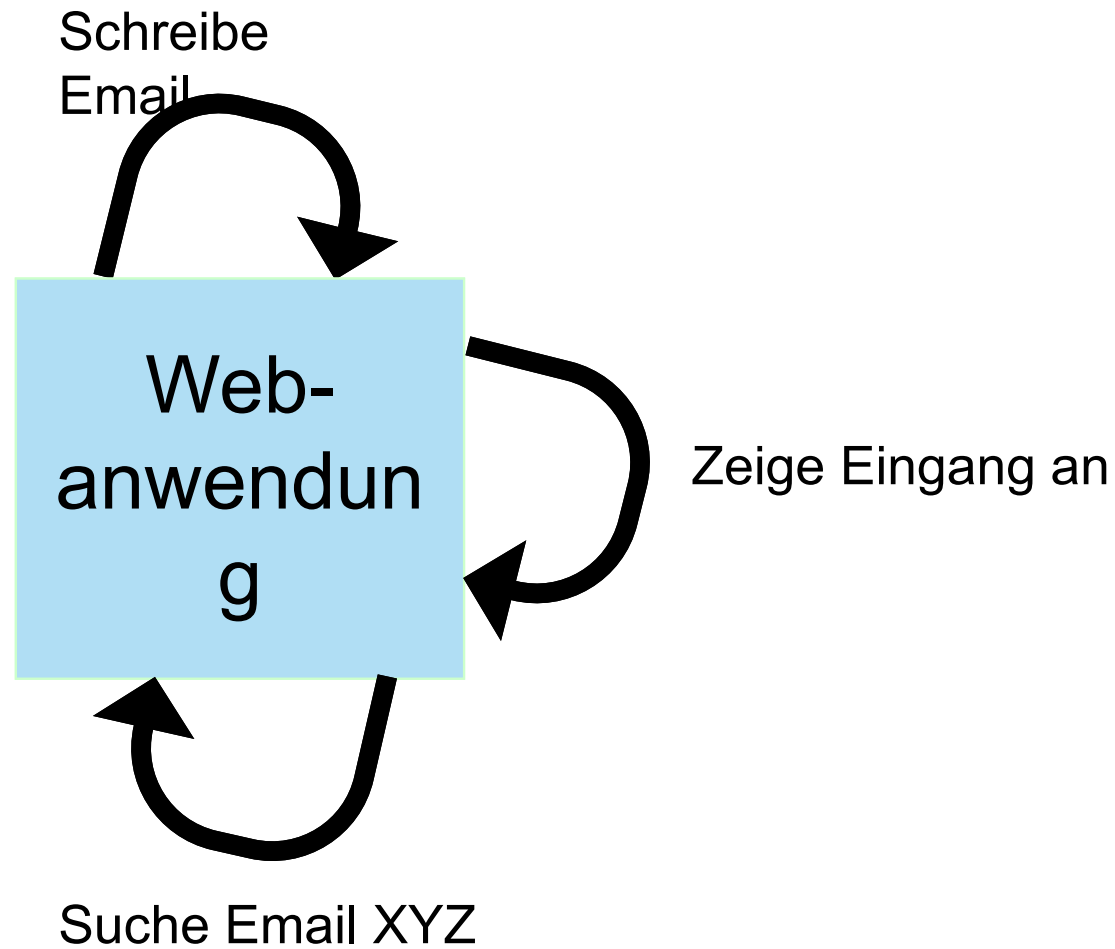 Schreibe
Email
Web-
anwendun
g
Zeige Eingang an
Suche Email XYZ